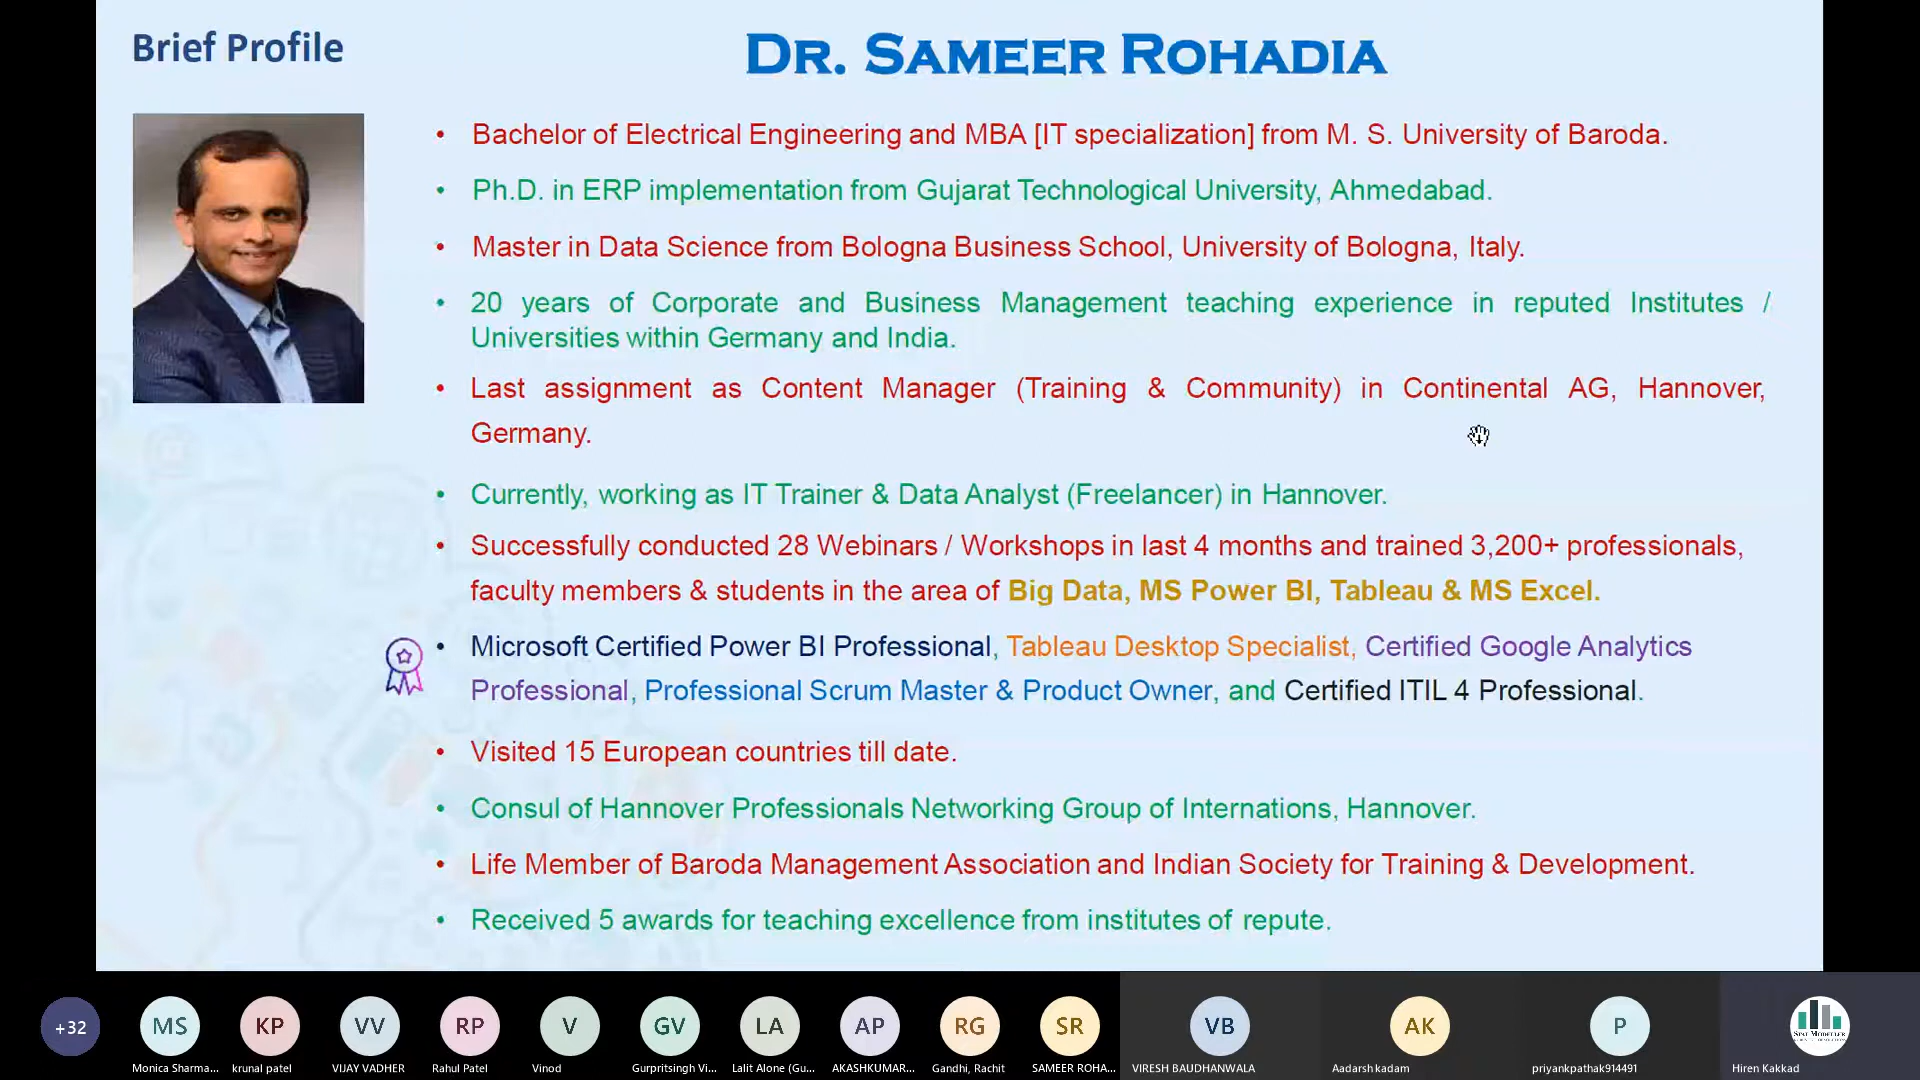 Brief Profile
DR. SAMEER ROHADIA
• Bachelor of Electrical Engineering and MBA [IT specialization] from M. S. University of Baroda.
• Ph.D. in ERP implementation from Gujarat Technological University, Ahmedabad.
• Master in Data Science from Bologna Business School, University of Bologna, Italy.
• 20 years of Corporate and Business Management teaching experience in reputed Institutes /
Universities within Germany and India.
• Last assignment as Content Manager (Training & Community) in Continental AG, Hannover,
Germany.
• Currently, working as IT Trainer & Data Analyst (Freelancer) in Hannover.
• Successfully conducted 28 Webinars / Workshops in last 4 months and trained 3,200+ professionals,
faculty members & students in the area of Big Data, MS Power BI, Tableau & MS Excel.
• Microsoft Certified Power BI Professional, Tableau Desktop Specialist, Certified Google Analytics
Professional, Professional Scrum Master & Product Owner, and Certified ITIL 4 Professional.
• Visited 15 European countries till date.
• Consul of Hannover Professionals Networking Group of Internations, Hannover.
• Life Member of Baroda Management Association and Indian Society for Training & Development.
• Received 5 awards for teaching excellence from institutes of repute.
+32 MS KP VV RP V GV LA AP RG SR VB AK P
Monica Sharma... krunal patel VIJAY VADHER Rahul Patel Vinod Gurpritsingh Vi... Lalit Alone (Gu... AKASHKUMAR... Gandhi, Rachit SAMEER ROHA... VIRESH BAUDHANWALA Aadarsh kadam priyankpathak914491 Hiren Kakkad